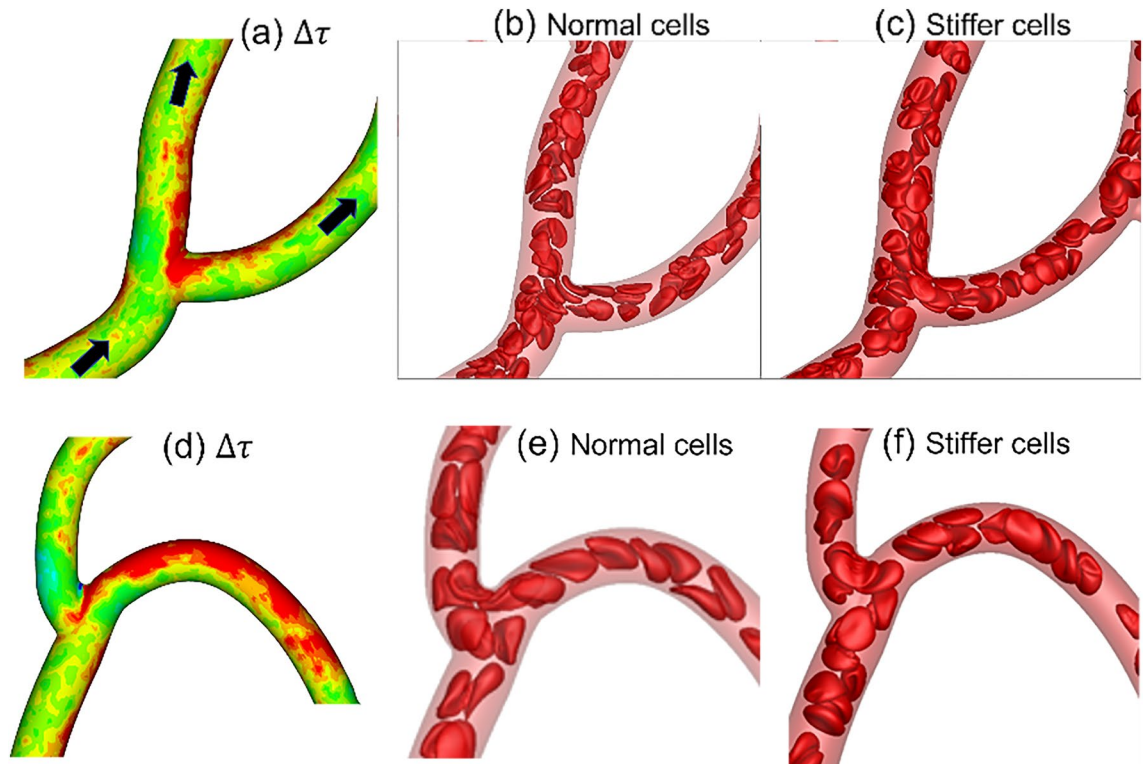 (a) Δτ
(b) Normal cells
(c) Stiffer cells
(d) Δτ
(e) Normal cells
(f) Stiffer cells